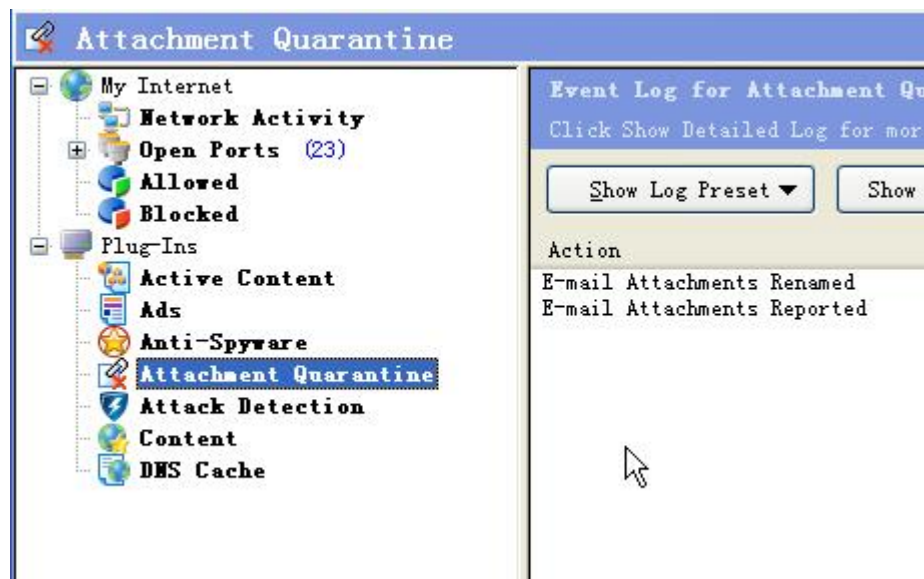 Attachment Quarantine
My Internet
Network Activity
Open Ports (23)
Allowed
Blocked
Plug-Ins
Active Content
Ads
Anti-Spyware
Attachment Quarantine
Attack Detection
Content
DNS Cache
Event Log for Attachment Qu
Click Show Detailed Log for mor
Show Log Preset
Show
Action
E-mail Attachments Renamed
E-mail Attachments Reported